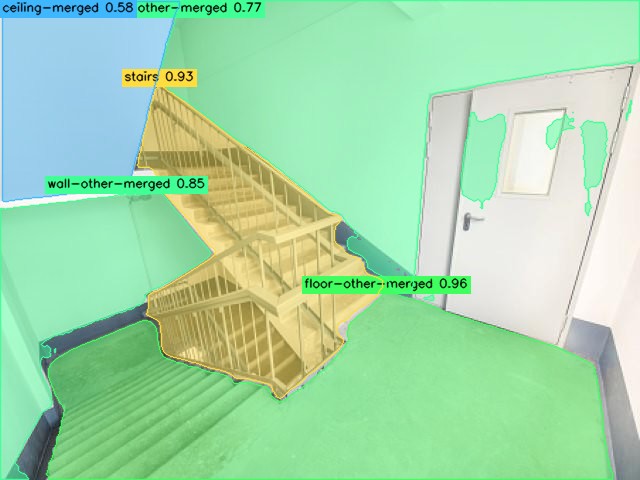 ceiling-merged 0.58
other-merged 0.77
stairs 0.93
wall-other-merged 0.85
floor-other-merged 0.96